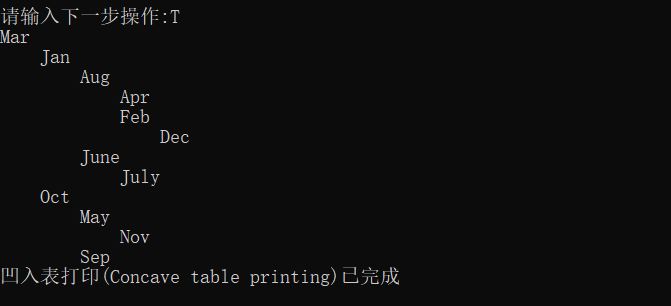 请输入下一步操作:T
Mar
    Jan
        Aug
            Apr
            Feb
                Dec
        June
            July
    Oct
        May
            Nov
        Sep
凹入表打印(Concave table printing)已完成